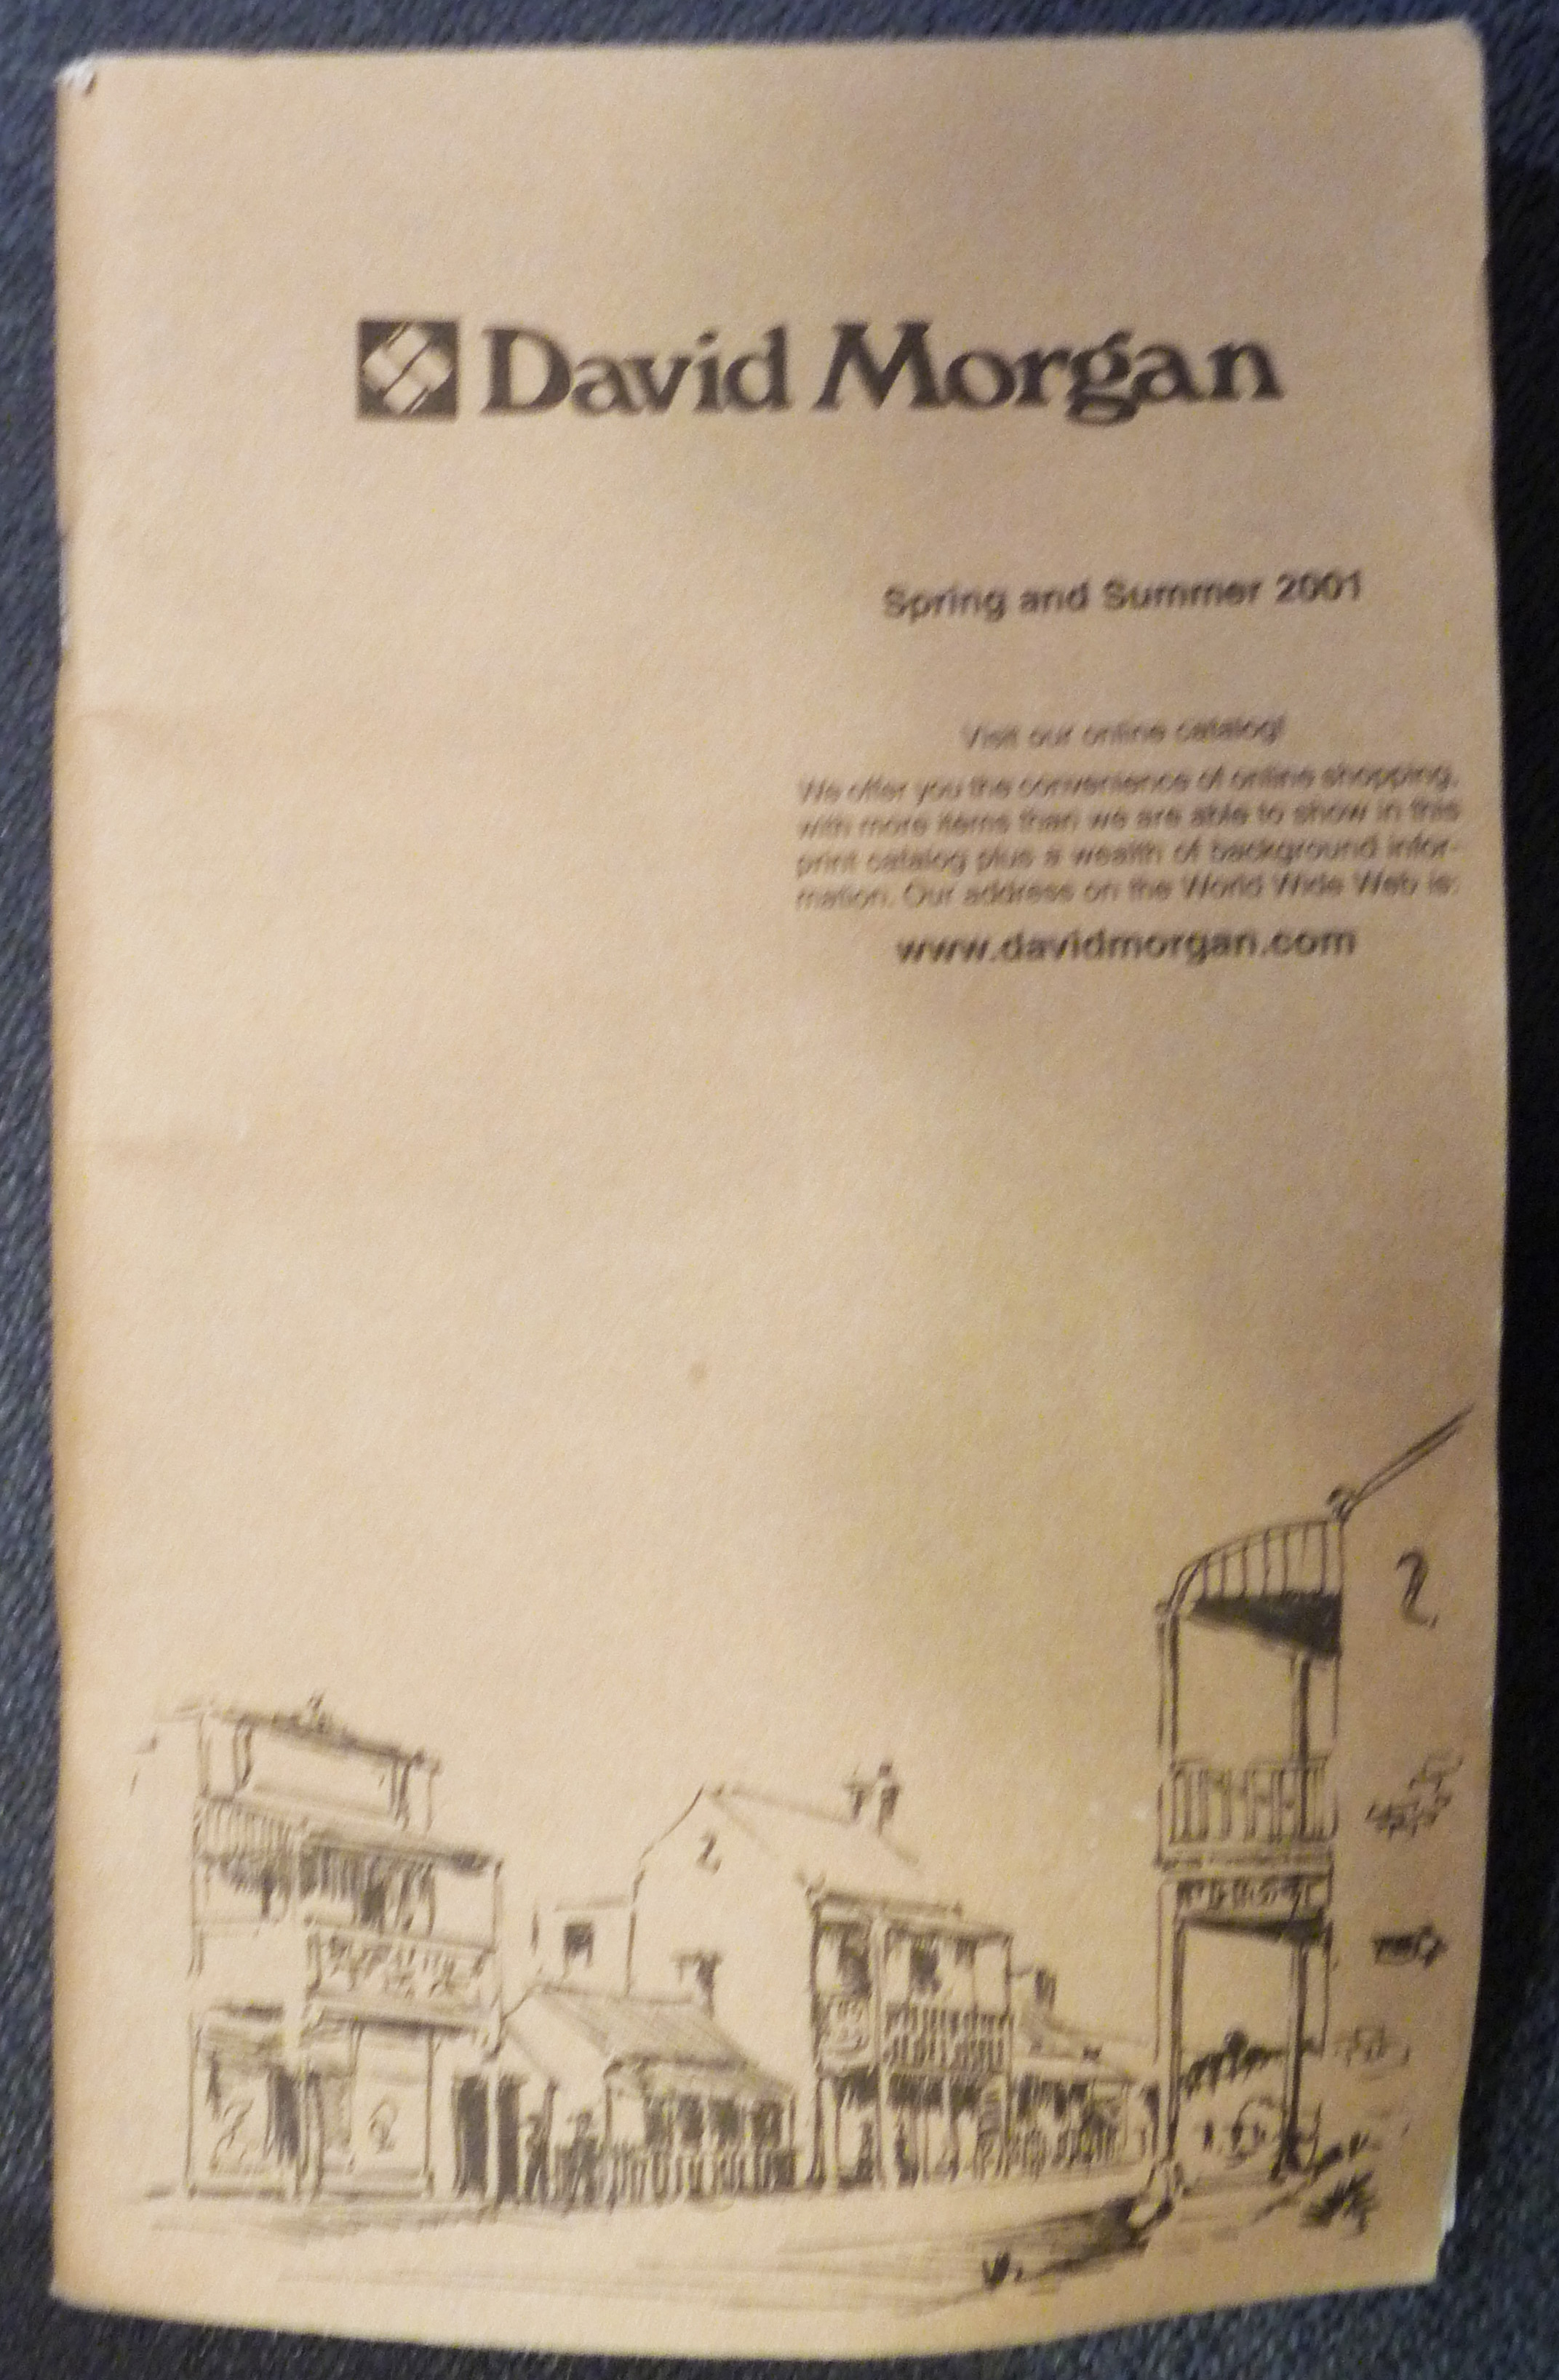 David Morgan
Spring and Summer 2001
Visit our online catalog!
We offer you the convenience of online shopping,
with more items than we are able to show in this
print catalog plus a wealth of background infor-
mation. Our address on the World Wide Web is:
www.davidmorgan.com